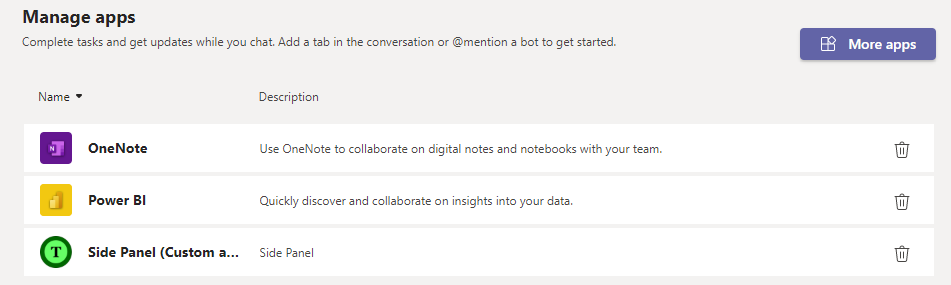 Manage apps
Complete tasks and get updates while you chat. Add a tab in the conversation or @mention a bot to get started.
More apps
Name Description
OneNote Use OneNote to collaborate on digital notes and notebooks with your team.
Power BI Quickly discover and collaborate on insights into your data.
T Side Panel (Custom a... Side Panel